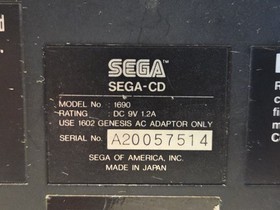 SEGA™
SEGA-CD
MODEL No : 1690
RATING : DC 9V 1.2A
USE 1602 GENESIS AC ADAPTOR ONLY
SERIAL No. A20057514
SEGA OF AMERICA, INC.
MADE IN JAPAN